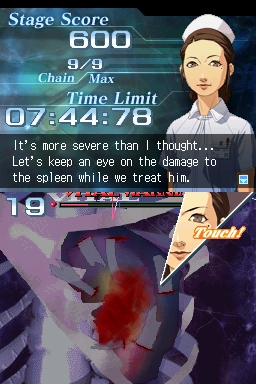 Stage Score
600
9/9
Chain / Max
Time Limit
07:44:78
It's more severe than I thought...
Let's keep an eye on the damage to
the spleen while we treat him.
19
Touch!